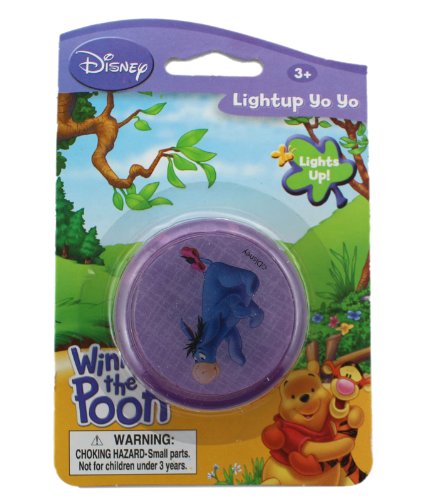 Disney
3+
Lightup Yo Yo
Lights
Up!
©Disney
Winn
the
Pooh
WARNING:
CHOKING HAZARD-Small parts.
Not for children under 3 years.